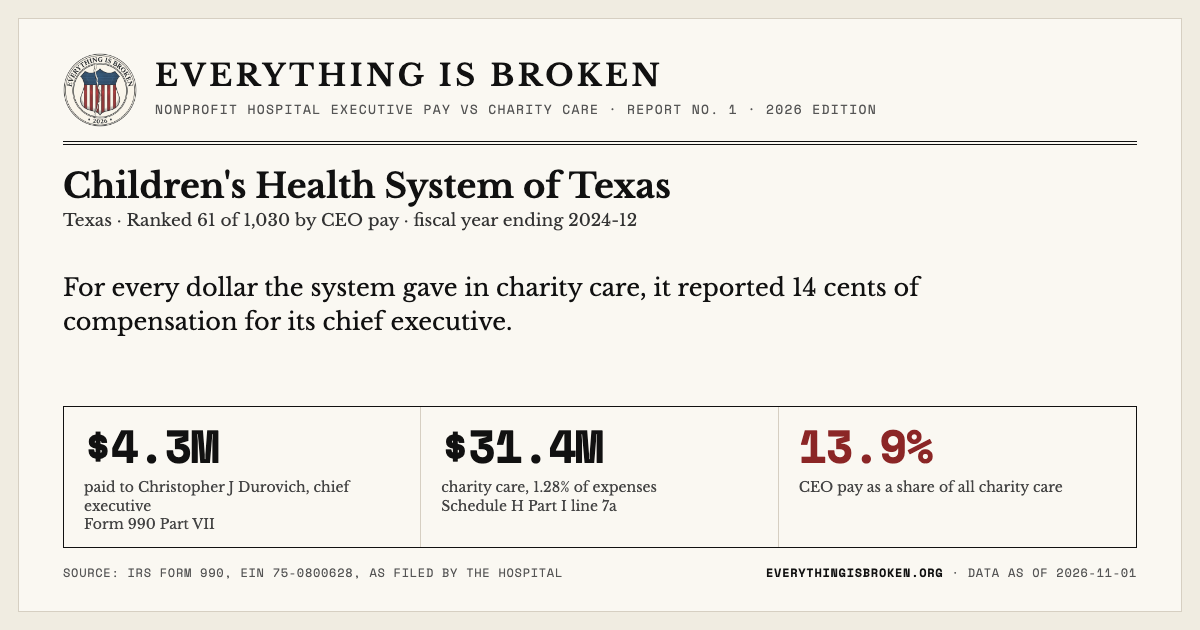 EVERYTHING IS BROKEN
· 2026 ·
EVERYTHING IS BROKEN
NONPROFIT HOSPITAL EXECUTIVE PAY VS CHARITY CARE · REPORT NO. 1 · 2026 EDITION
Children's Health System of Texas
Texas · Ranked 61 of 1,030 by CEO pay · fiscal year ending 2024-12
For every dollar the system gave in charity care, it reported 14 cents of
compensation for its chief executive.
$4.3M
paid to Christopher J Durovich, chief
executive
Form 990 Part VII
$31.4M
charity care, 1.28% of expenses
Schedule H Part I line 7a
13.9%
CEO pay as a share of all charity care
SOURCE: IRS FORM 990, EIN 75-0800628, AS FILED BY THE HOSPITAL
EVERYTHINGISBROKEN.ORG · DATA AS OF 2026-11-01